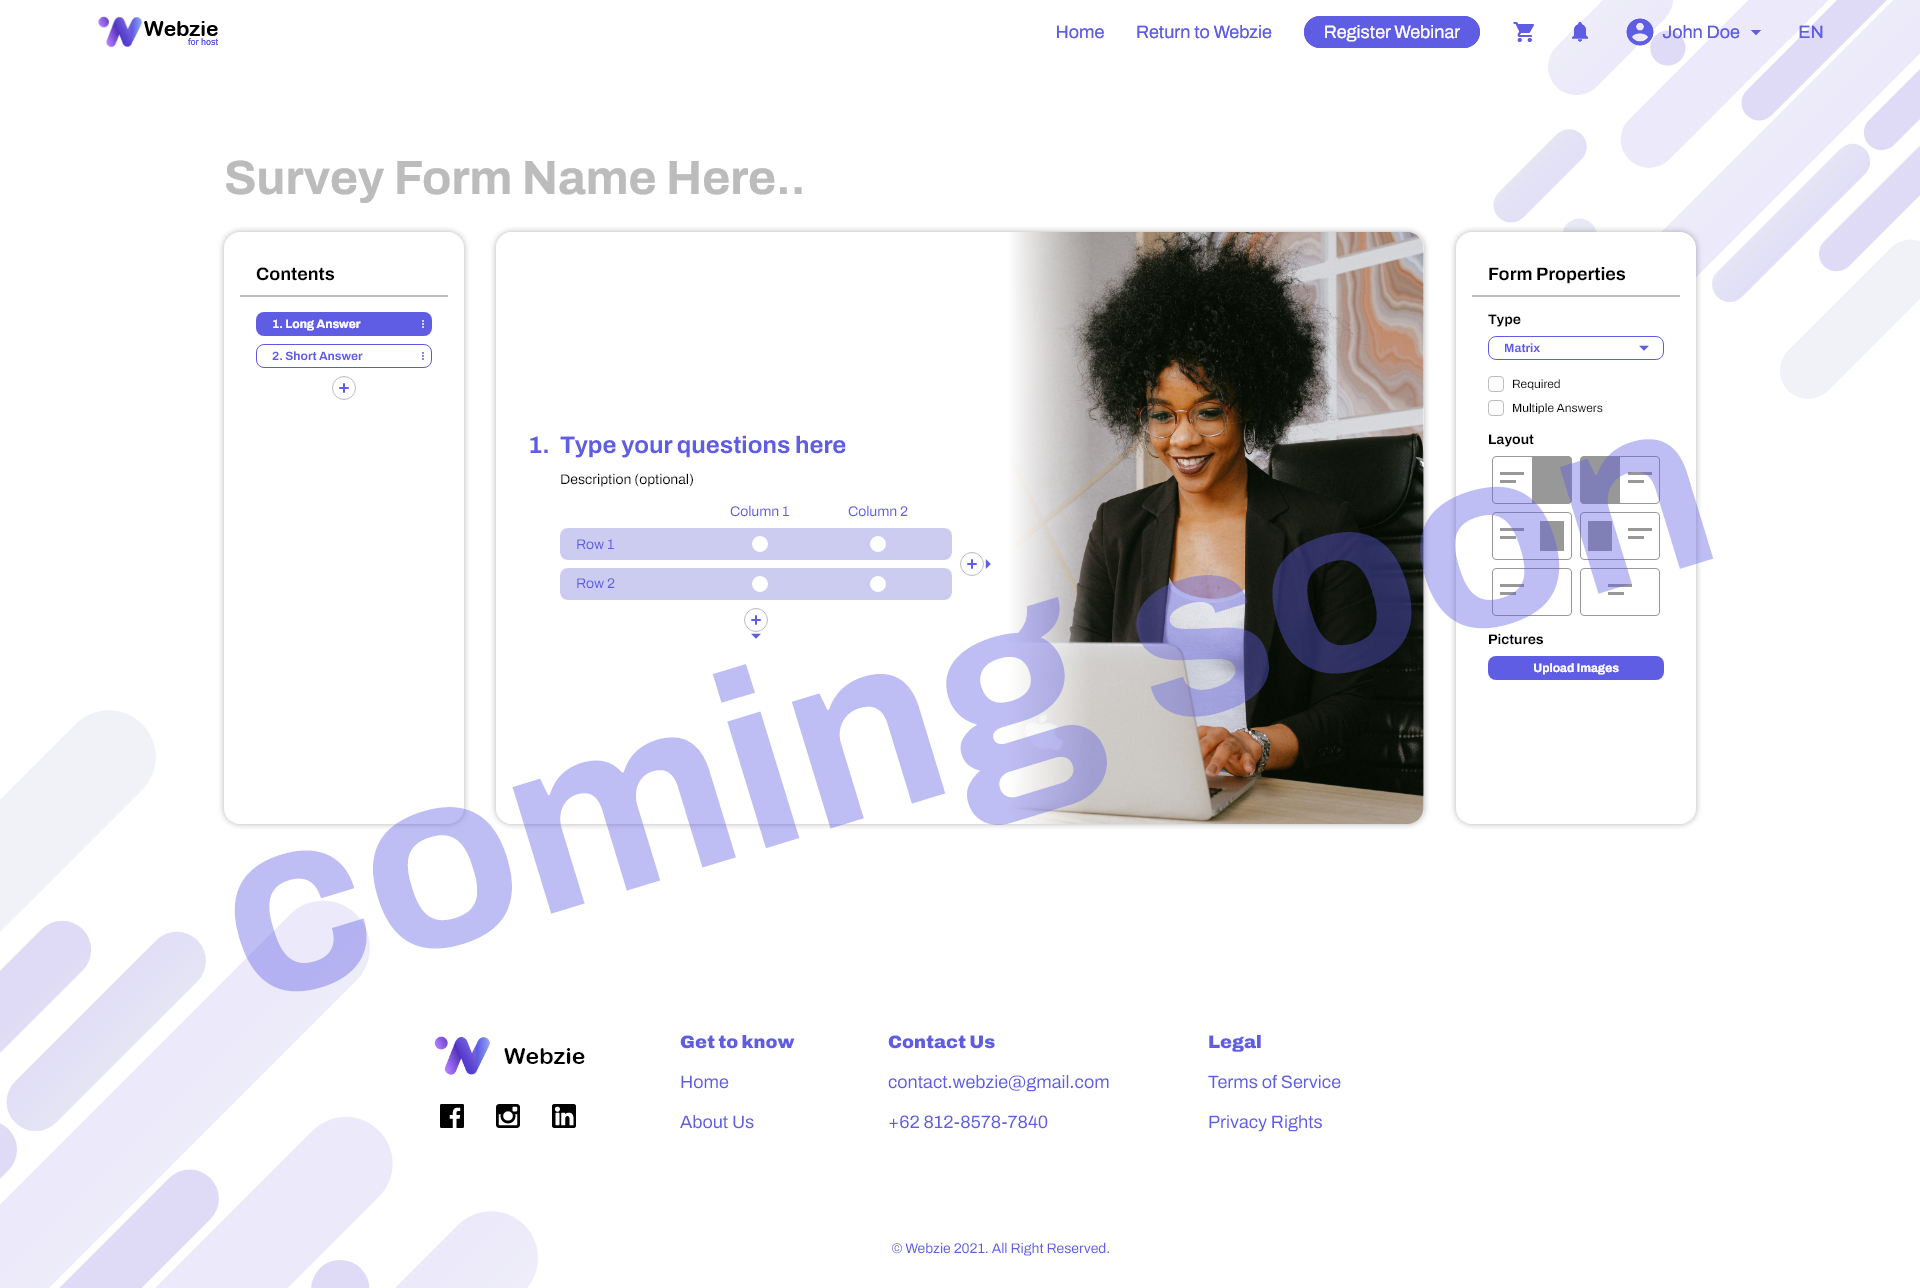 Webzie
for host
Home
Return to Webzie
Register Webinar
John Doe
EN
Survey Form Name Here..
Contents
1. Long Answer
2. Short Answer
1. Type your questions here
Description (optional)
Column 1
Column 2
Row 1
Row 2
Form Properties
Type
Matrix
Required
Multiple Answers
Layout
Pictures
Upload Images
coming soon
Webzie
Get to know
Home
About Us
Contact Us
contact.webzie@gmail.com
+62 812-8578-7840
Legal
Terms of Service
Privacy Rights
© Webzie 2021. All Right Reserved.